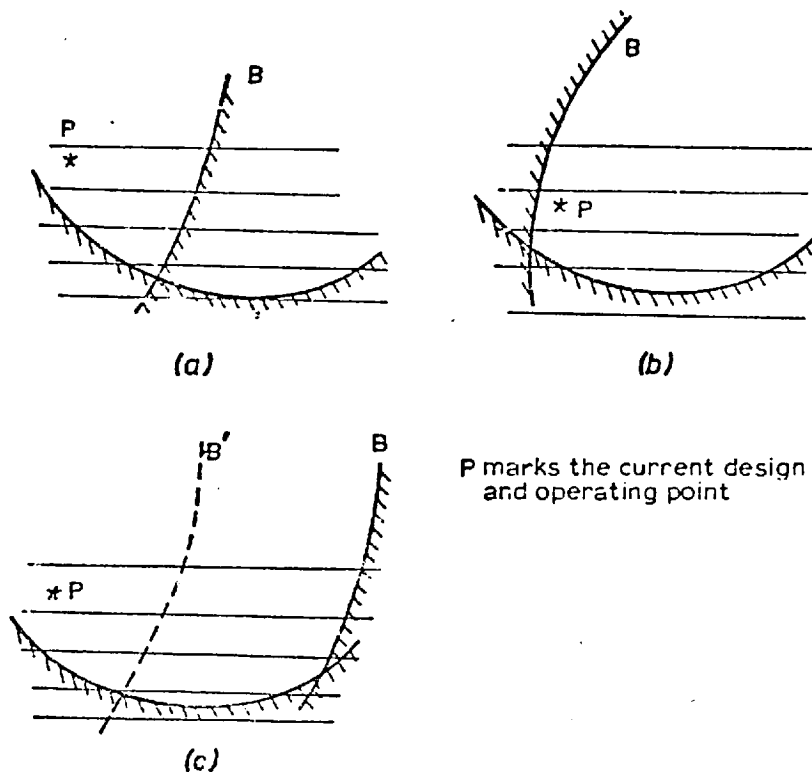 B
P
*
(a)
B
* P
(b)
B'
B
* P
P marks the current design
and operating point
(c)